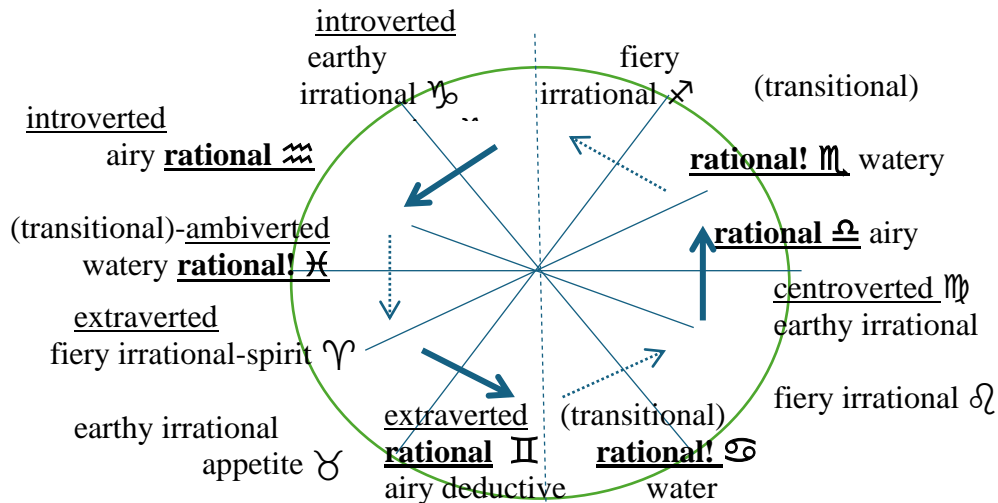 introverted
earthy
irrational ♑
fiery
irrational ♐
(transitional)
introverted
airy rational ♒
rational! ♏ watery
(transitional)-ambiverted
watery rational! ♓
rational ♎ airy
centroverted ♍
earthy irrational
extraverted
fiery irrational-spirit ♈
fiery irrational ♌
earthy irrational
appetite ♉
extraverted
rational ♊
airy deductive
(transitional)
rational! ♋
water